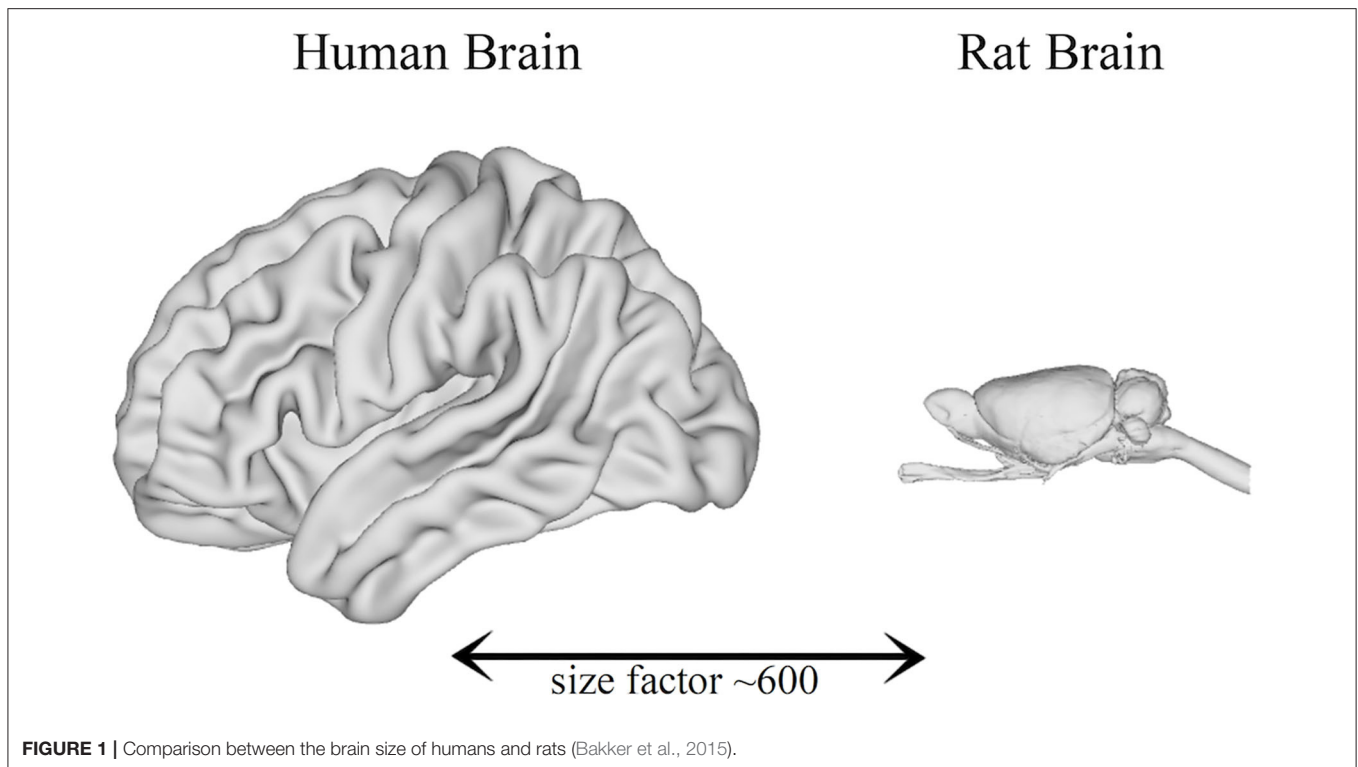 Human Brain
Rat Brain
size factor ~600
FIGURE 1 | Comparison between the brain size of humans and rats (Bakker et al., 2015).